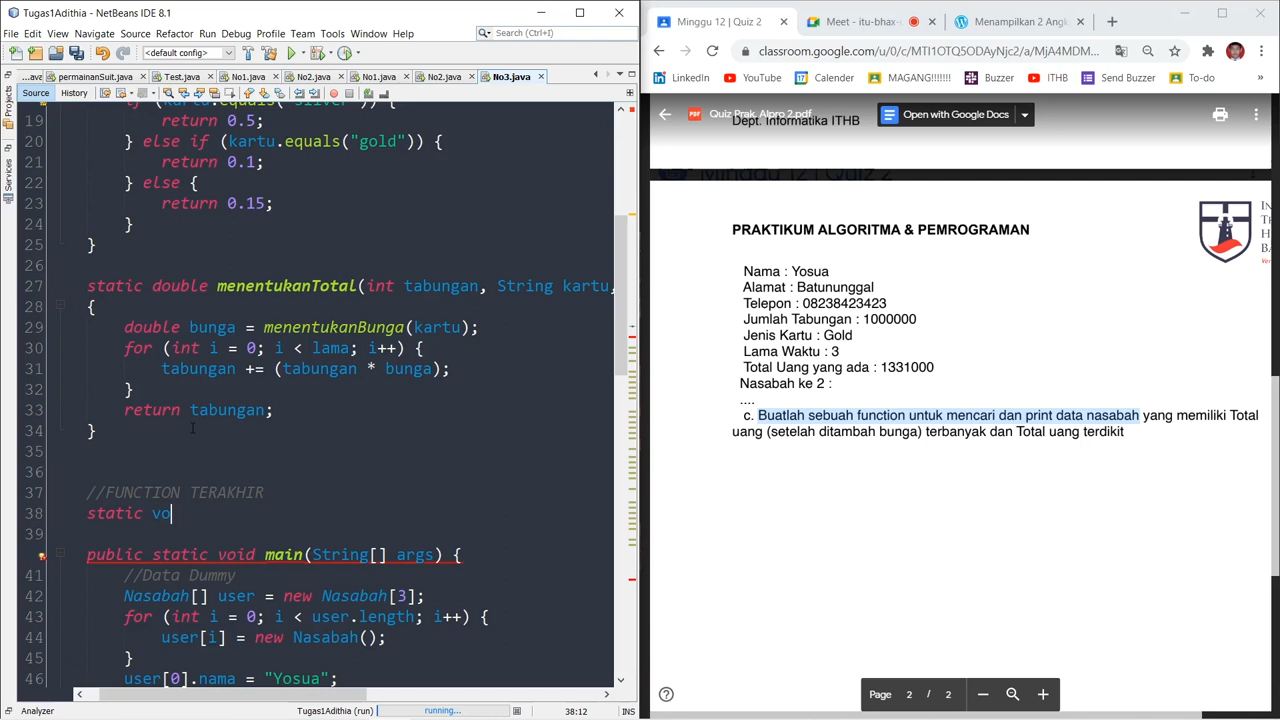 Tugas1Adithia - NetBeans IDE 8.1
File Edit View Navigate Source Refactor Run Debug Profile Team Tools Window Help
Search (Ctrl+I)
<default config>
...ava permainanSuit.java Test.java No1.java No2.java No1.java No2.java No3.java
Source History
Projects
Services
19 return 0.5;
20 } else if (kartu.equals("gold")) {
21 return 0.1;
22 } else {
23 return 0.15;
24 }
25 }
26
27 static double menentukanTotal(int tabungan, String kartu,
28 {
29 double bunga = menentukanBunga(kartu);
30 for (int i = 0; i < lama; i++) {
31 tabungan += (tabungan * bunga);
32 }
33 return tabungan;
34 }
35
36
37 //FUNCTION TERAKHIR
38 static vo
39
public static void main(String[] args) {
41 //Data Dummy
42 Nasabah[] user = new Nasabah[3];
43 for (int i = 0; i < user.length; i++) {
44 user[i] = new Nasabah();
45 }
46 user[0].nama = "Yosua";
Analyzer Tugas1Adithia (run) running... 38:12 INS
Minggu 12 | Quiz 2 Meet - itu-bhax- Menampilkan 2 Ang
classroom.google.com/u/0/c/MTI1OTQ5ODAyNjc2/a/MjA4MDM...
LinkedIn YouTube Calender MAGANG!!!!!!! Buzzer ITHB Send Buzzer To-do
Quiz Prak. Alpro 2.pdf Open with Google Docs
Dept. Informatika ITHB
PRAKTIKUM ALGORITMA & PEMROGRAMAN
Nama : Yosua
Alamat : Batununggal
Telepon : 08238423423
Jumlah Tabungan : 1000000
Jenis Kartu : Gold
Lama Waktu : 3
Total Uang yang ada : 1331000
Nasabah ke 2 :
....
c. Buatlah sebuah function untuk mencari dan print data nasabah yang memiliki Total
uang (setelah ditambah bunga) terbanyak dan Total uang terdikit
Page 2 / 2